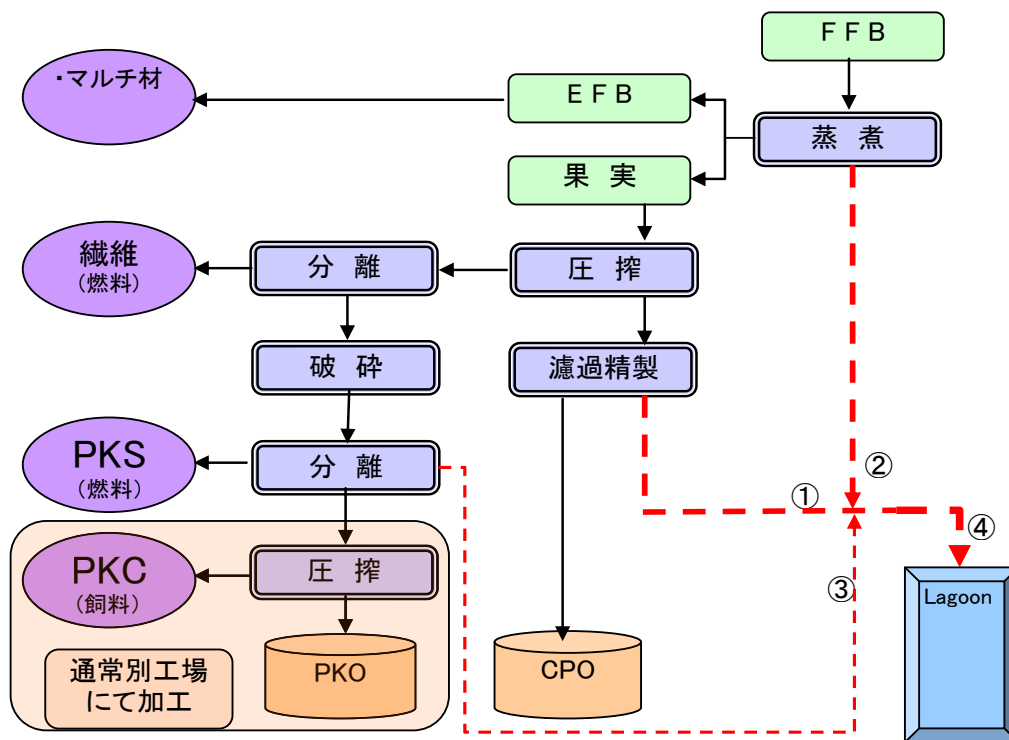 ＦＦＢ
・マルチ材
ＥＦＢ
蒸 煮
果 実
繊維
(燃料)
分 離
圧 搾
破 砕
濾過精製
PKS
(燃料)
分 離
②
①
④
PKC
(飼料)
圧 搾
③
Lagoon
通常別工場
にて加工
PKO
CPO